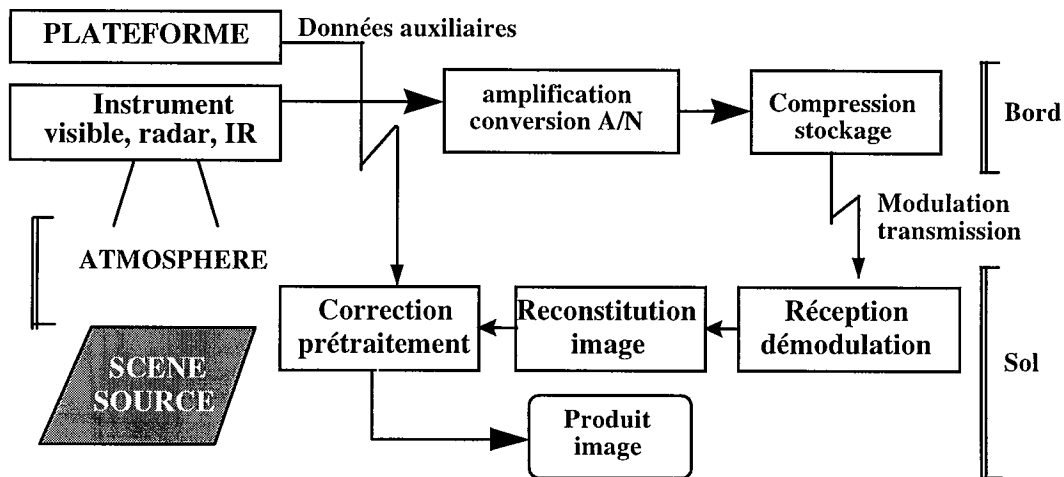 PLATEFORME
Données auxiliaires
Instrument
visible, radar, IR
amplification
conversion A/N
Compression
stockage
Bord
Modulation
transmission
ATMOSPHERE
Correction
prétraitement
Reconstitution
image
Réception
démodulation
Sol
SCENE
SOURCE
Produit
image